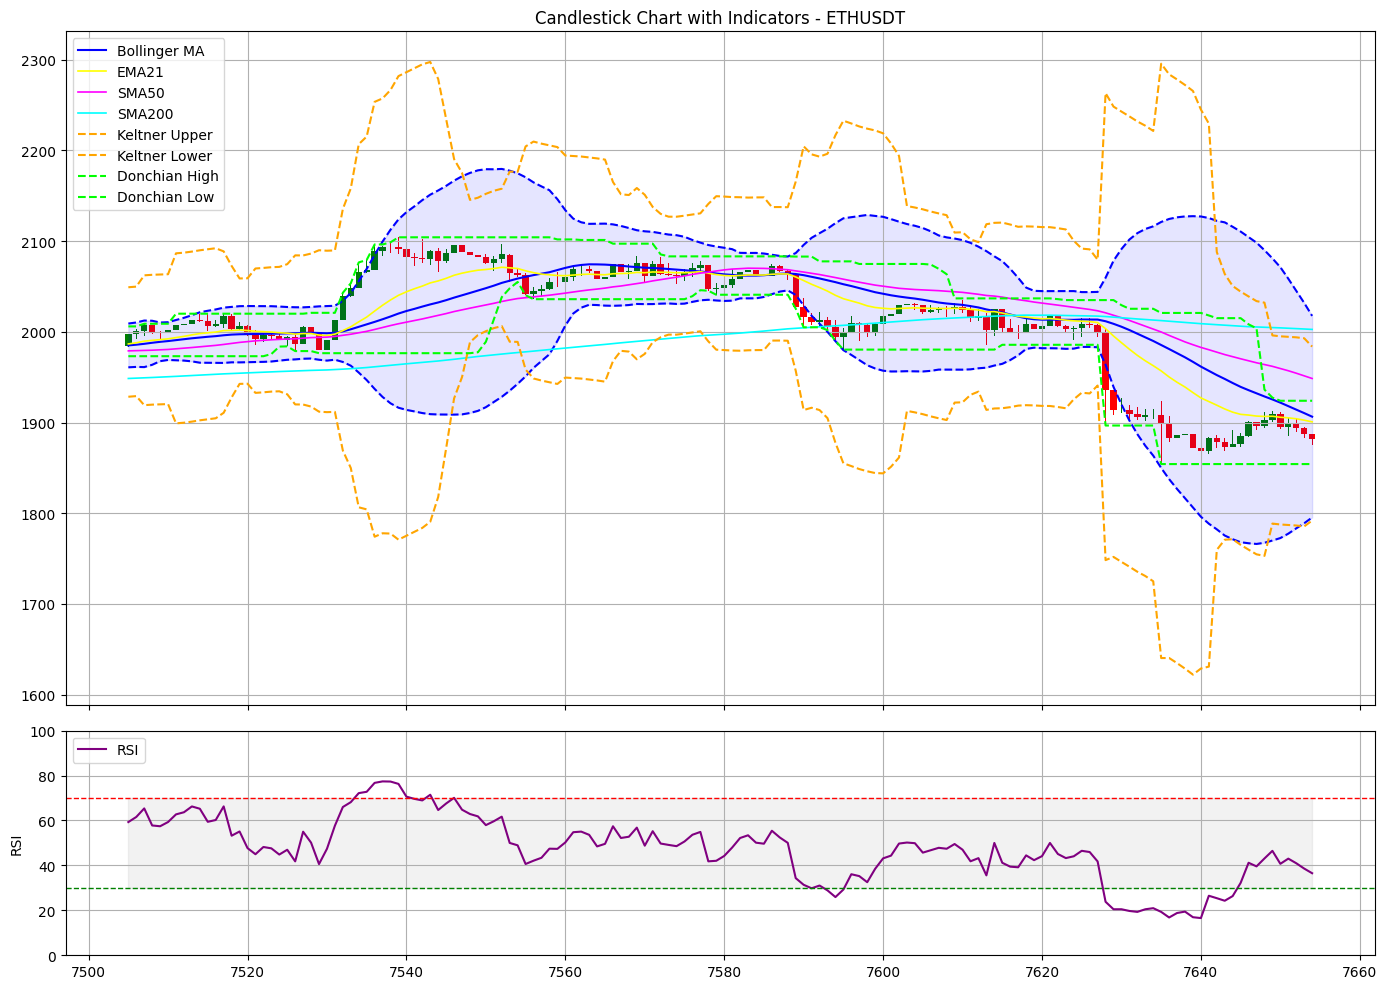 Candlestick Chart with Indicators - ETHUSDT
Bollinger MA
EMA21
SMA50
SMA200
Keltner Upper
Keltner Lower
Donchian High
Donchian Low
2300
2200
2100
2000
1900
1800
1700
1600
RSI
100
80
60
40
20
0
RSI
7500 7520 7540 7560 7580 7600 7620 7640 7660